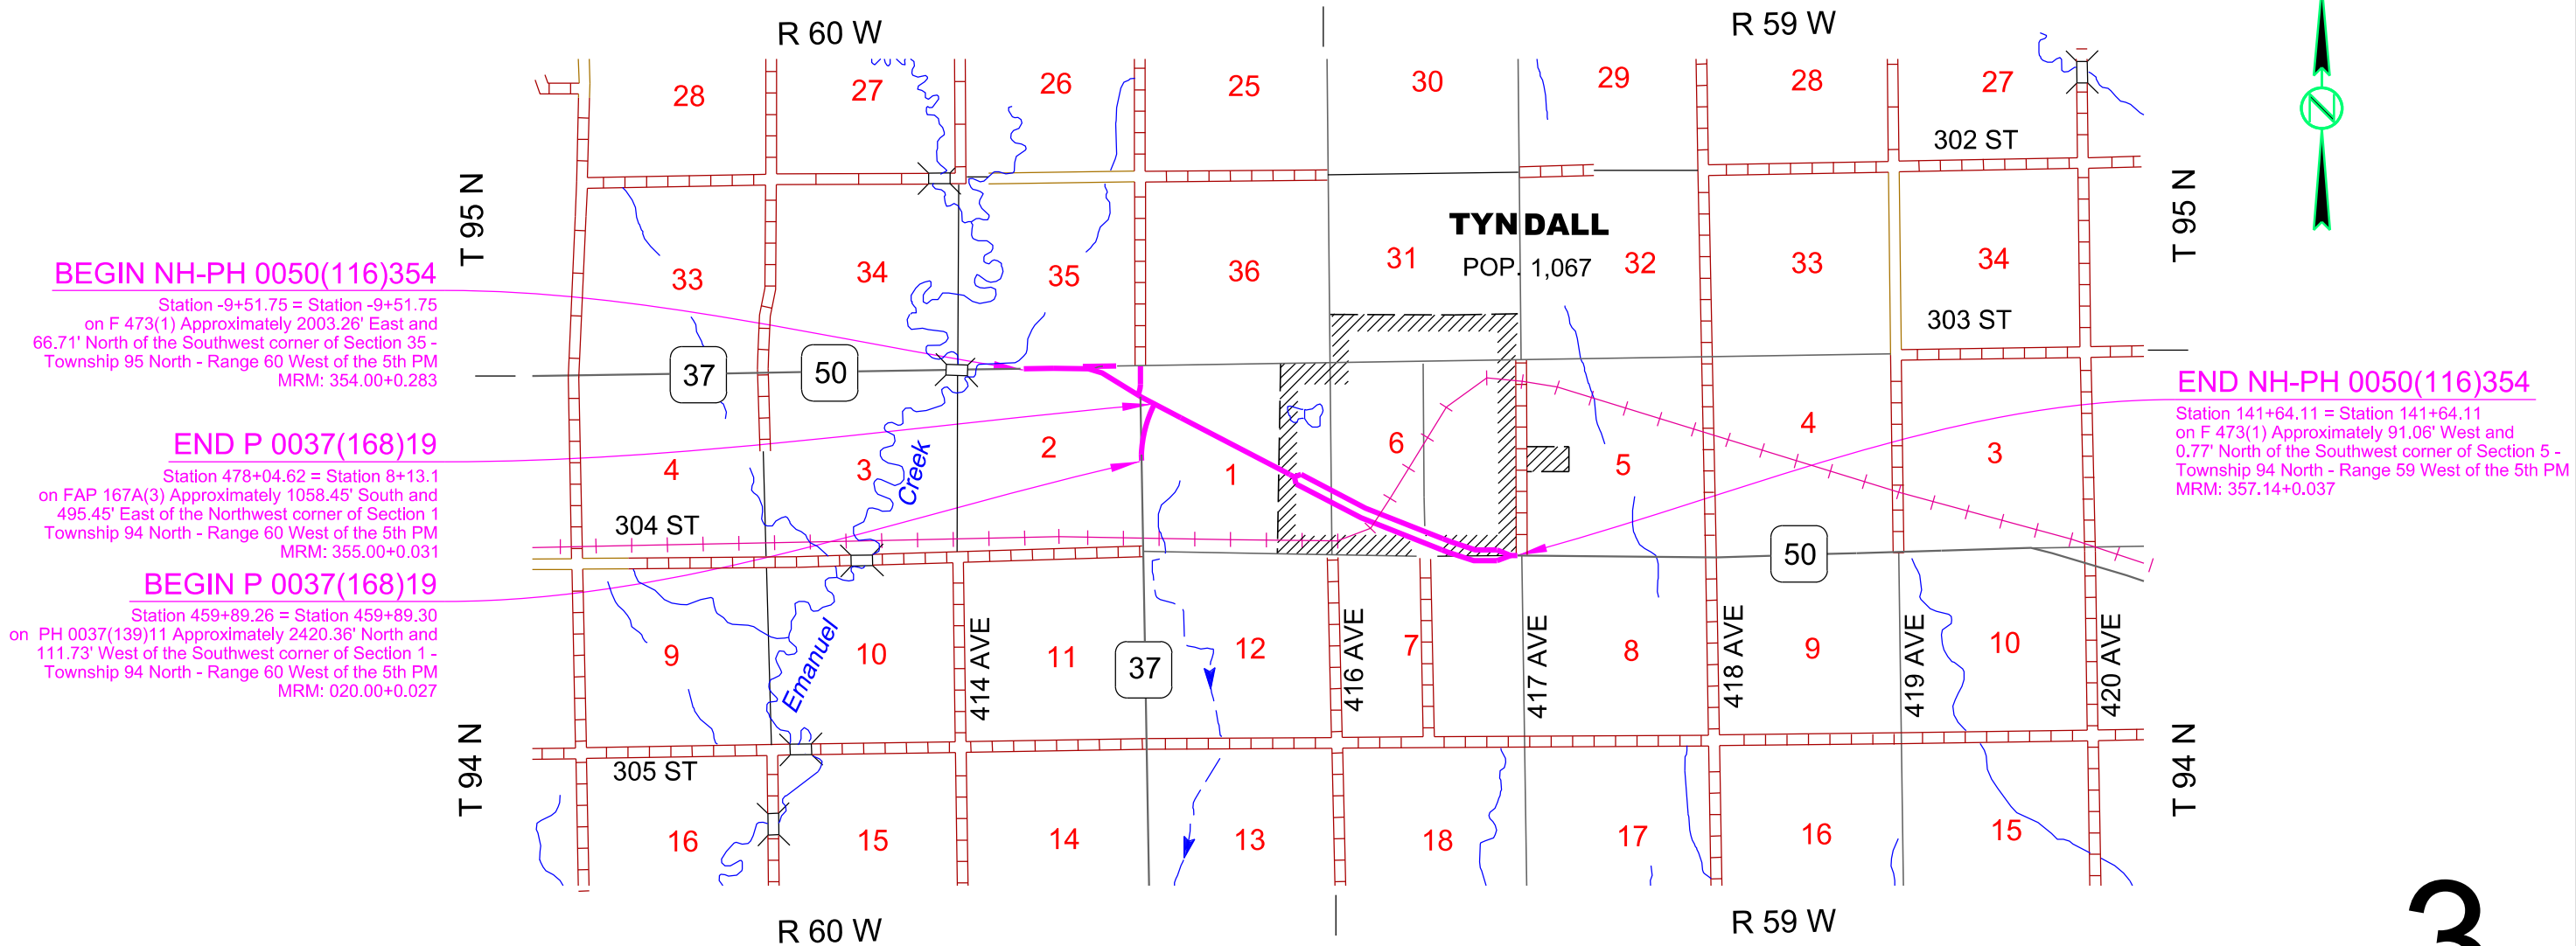 R 60 W
R 59 W
N
28
27
26
25
30
29
28
27
302 ST
T 95 N
T 95 N
TYNDALL
POP. 1,067
33
34
35
36
31
32
33
34
303 ST
BEGIN NH-PH 0050(116)354
Station -9+51.75 = Station -9+51.75
on F 473(1) Approximately 2003.26' East and
66.71' North of the Southwest corner of Section 35 -
Township 95 North - Range 60 West of the 5th PM
MRM: 354.00+0.283
37
50
END NH-PH 0050(116)354
Station 141+64.11 = Station 141+64.11
on F 473(1) Approximately 91.06' West and
0.77' North of the Southwest corner of Section 5 -
Township 94 North - Range 59 West of the 5th PM
MRM: 357.14+0.037
END P 0037(168)19
Station 478+04.62 = Station 8+13.1
on FAP 167A(3) Approximately 1058.45' South and
495.45' East of the Northwest corner of Section 1
Township 94 North - Range 60 West of the 5th PM
MRM: 355.00+0.031
4
3
2
1
6
5
4
3
Creek
304 ST
50
BEGIN P 0037(168)19
Station 459+89.26 = Station 459+89.30
on PH 0037(139)11 Approximately 2420.36' North and
111.73' West of the Southwest corner of Section 1 -
Township 94 North - Range 60 West of the 5th PM
MRM: 020.00+0.027
9
10
11
12
7
8
9
10
Emanuel
414 AVE
37
416 AVE
417 AVE
418 AVE
419 AVE
420 AVE
T 94 N
T 94 N
305 ST
16
15
14
13
18
17
16
15
R 60 W
R 59 W
3